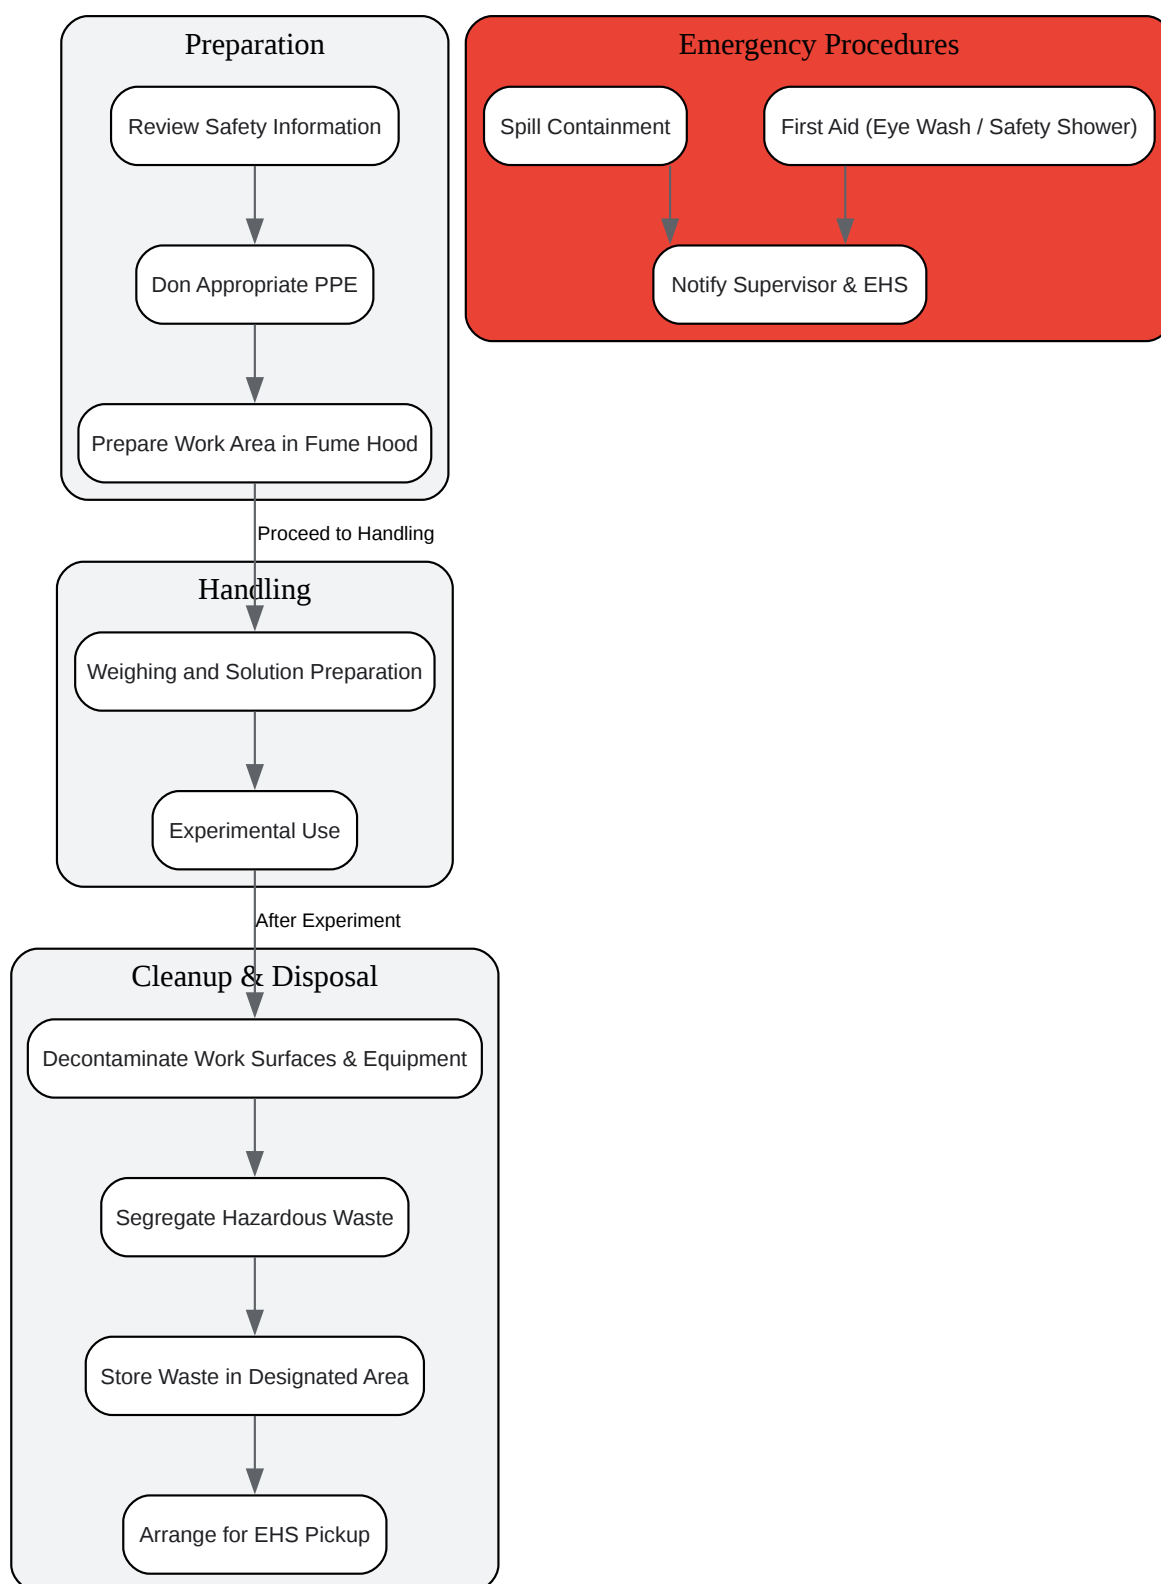 Preparation
Review Safety Information
Don Appropriate PPE
Prepare Work Area in Fume Hood
Proceed to Handling
Handling
Weighing and Solution Preparation
Experimental Use
After Experiment
Cleanup & Disposal
Decontaminate Work Surfaces & Equipment
Segregate Hazardous Waste
Store Waste in Designated Area
Arrange for EHS Pickup
Emergency Procedures
Spill Containment
First Aid (Eye Wash / Safety Shower)
Notify Supervisor & EHS